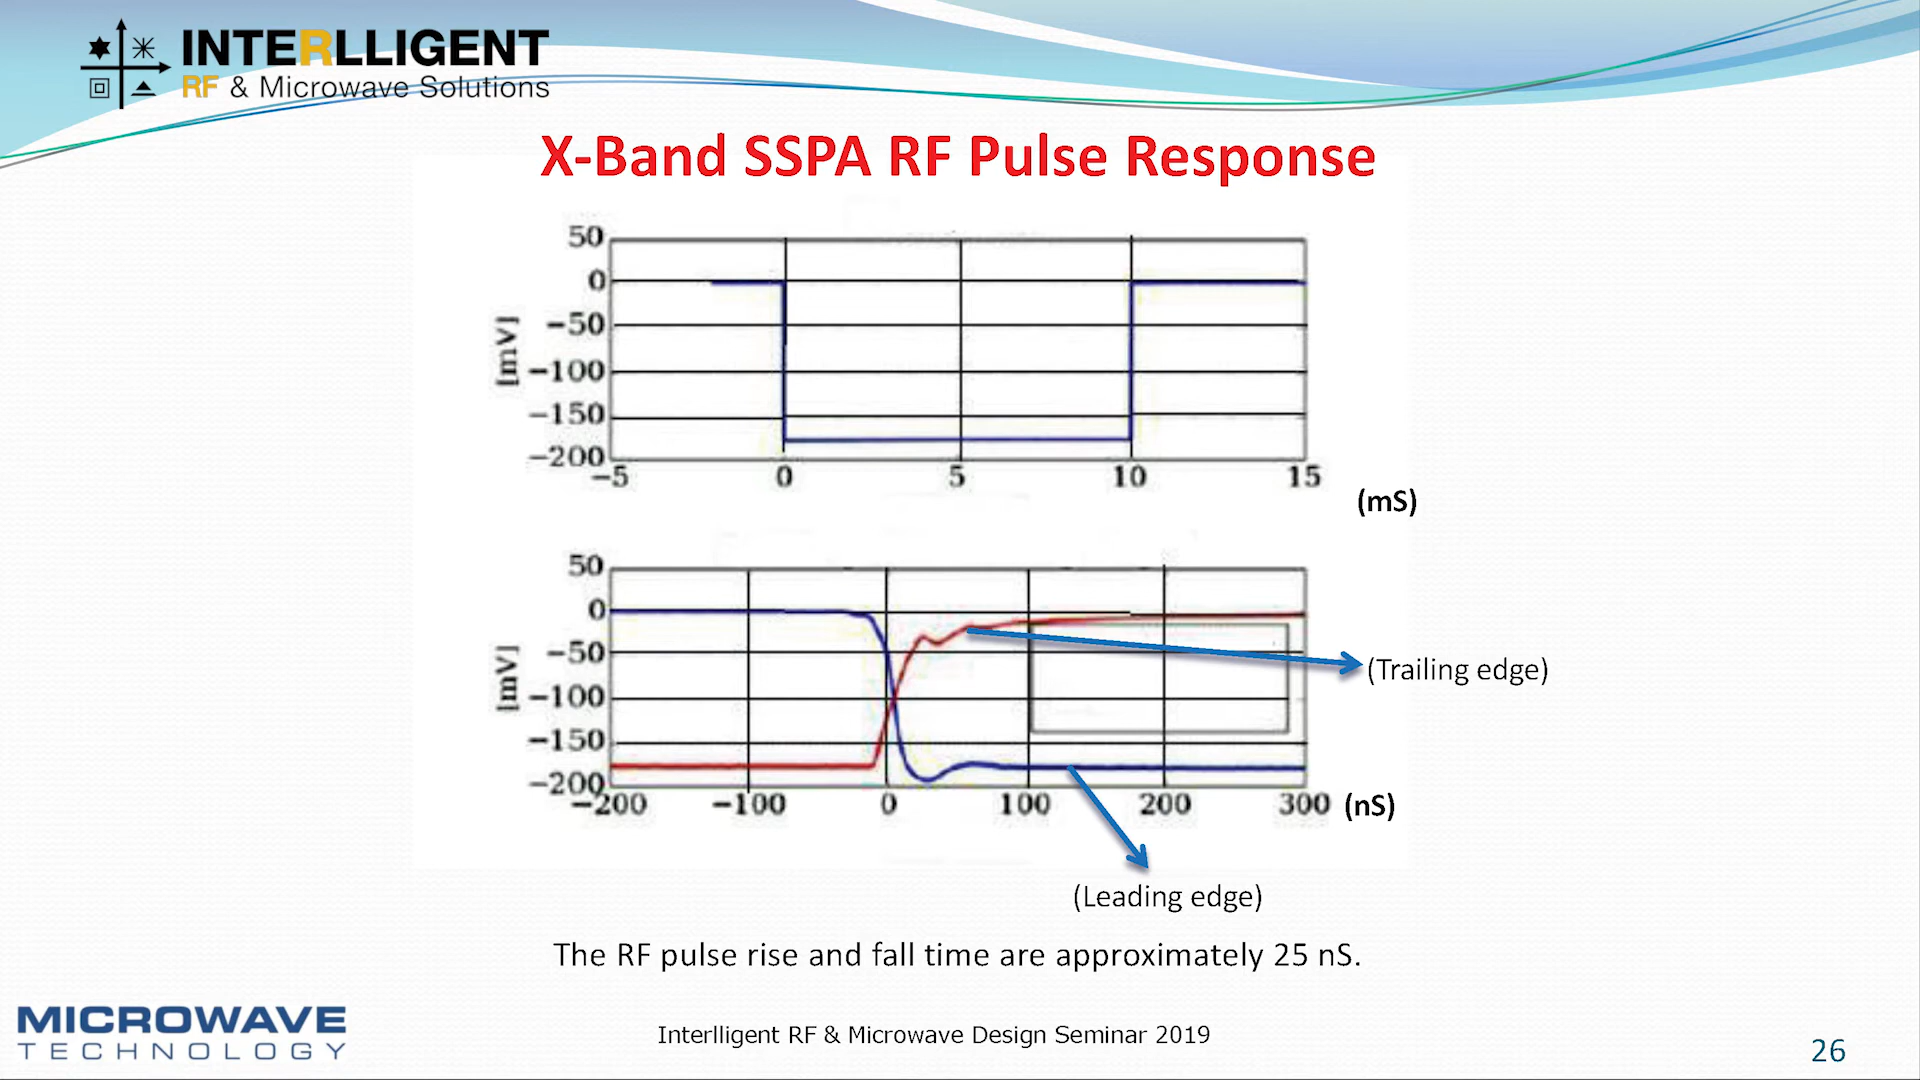 INTERLLIGENT
RF & Microwave Solutions
X-Band SSPA RF Pulse Response
50
0
−50
−100
−150
−200
[mV]
−5 0 5 10 15
(mS)
50
0
−50
−100
−150
−200
[mV]
−200 −100 0 100 200 300 (nS)
(Trailing edge)
(Leading edge)
The RF pulse rise and fall time are approximately 25 nS.
MICROWAVE
TECHNOLOGY
Interlligent RF & Microwave Design Seminar 2019
26